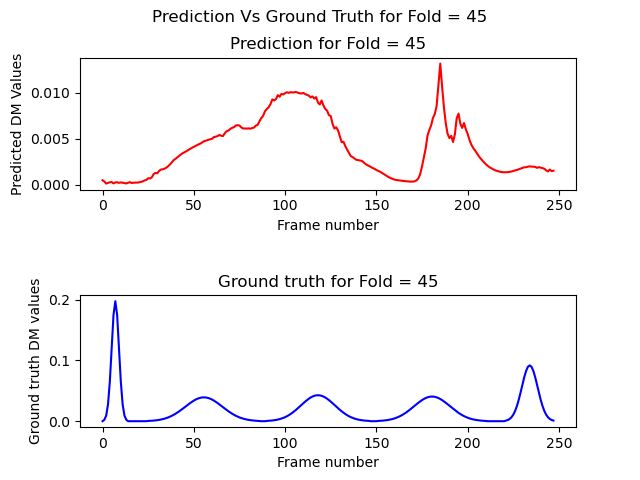 Prediction Vs Ground Truth for Fold = 45
Prediction for Fold = 45
Predicted DM Values
0.010
0.005
0.000
0 50 100 150 200 250
Frame number
Ground truth for Fold = 45
Ground truth DM values
0.2
0.1
0.0
0 50 100 150 200 250
Frame number